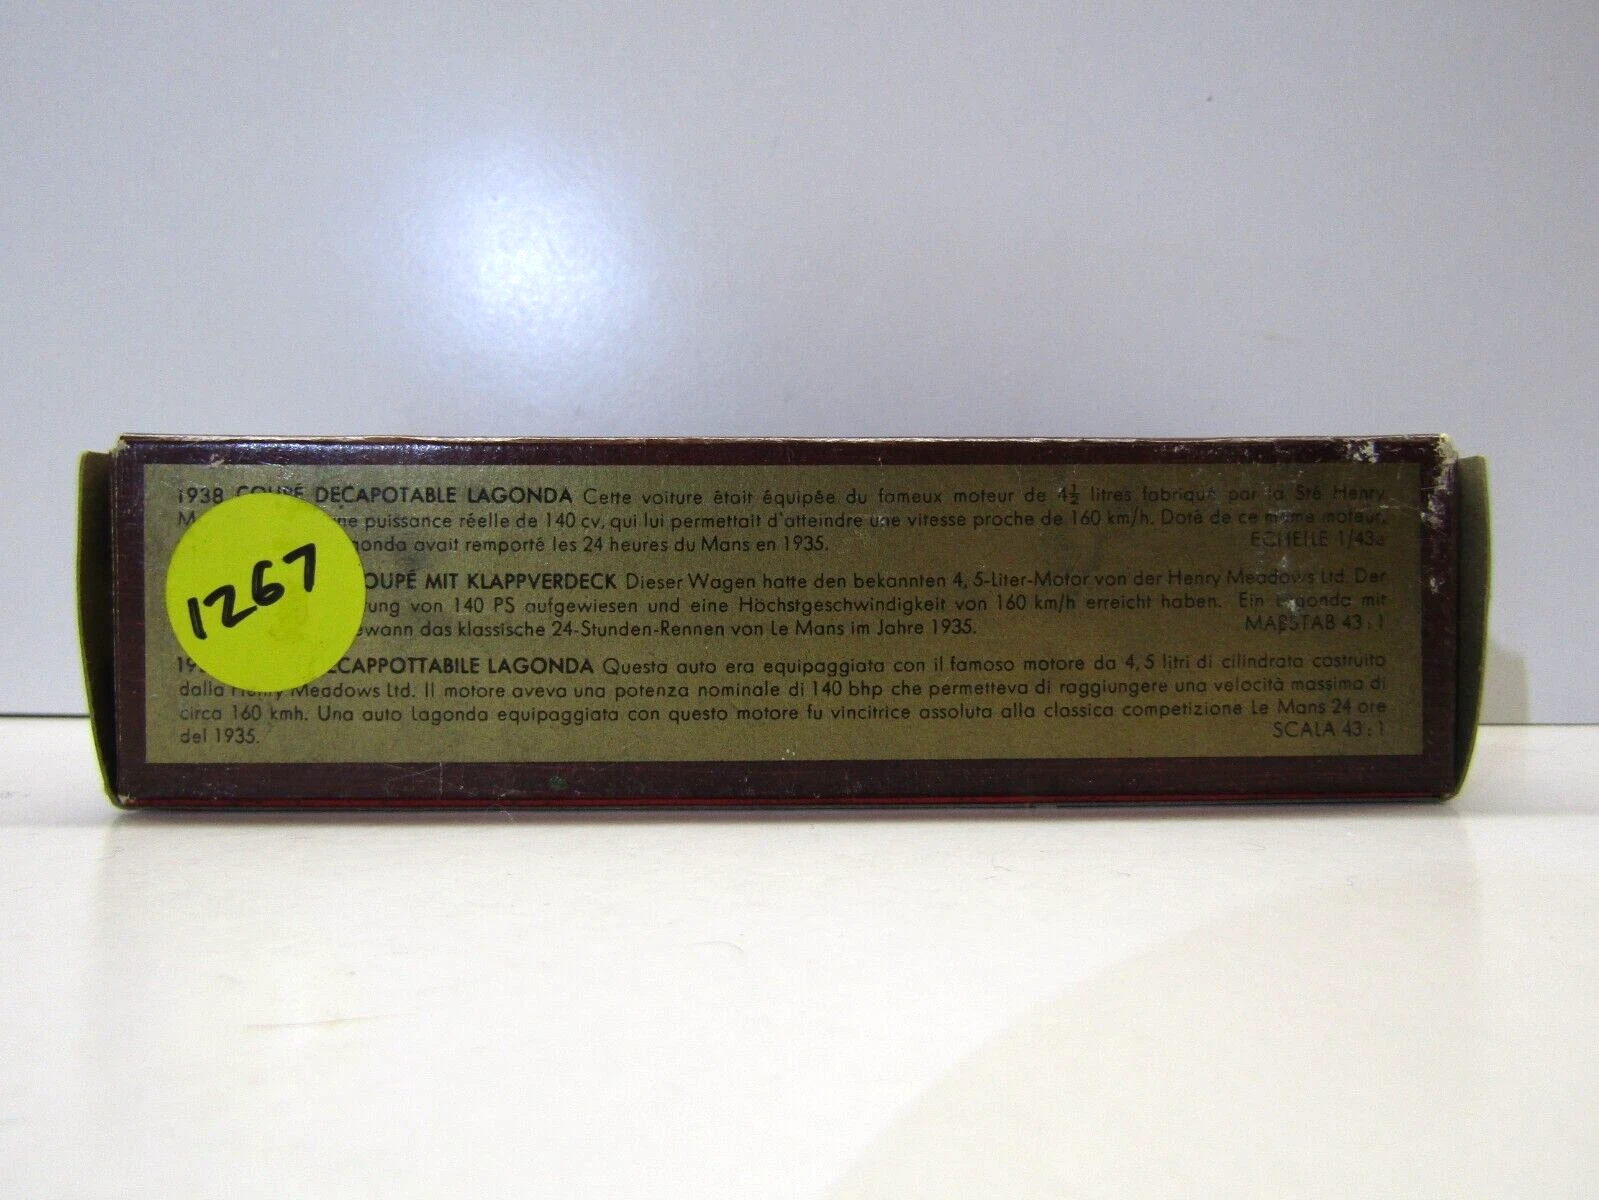 1938 COUPÉ DECAPOTABLE LAGONDA Cette voiture était équipée du fameux moteur de 4½ litres fabriqué par la Sté Henry
puissance réelle de 140 cv, qui lui permettait d'atteindre une vitesse proche de 160 km/h. Doté de ce même moteur,
avait remporté les 24 heures du Mans en 1935. ECHELLE 1/43e
MIT KLAPPVERDECK Dieser Wagen hatte den bekannten 4, 5-Liter-Motor von der Henry Meadows Ltd. Der
von 140 PS aufgewiesen und eine Höchstgeschwindigkeit von 160 km/h erreicht haben. Ein Lagonda mit
das klassische 24-Stunden-Rennen von Le Mans im Jahre 1935. MAßSTAB 43:1
1267
LAGONDA Questa auto era equipaggiata con il famoso motore da 4, 5 litri di cilindrata costruito
dalla Henry Meadows Ltd. Il motore aveva una potenza nominale di 140 bhp che permetteva di raggiungere una velocità massima di
circa 160 kmh. Una auto Lagonda equipaggiata con questo motore fu vincitrice assoluta alla classica competizione Le Mans 24 ore
del 1935. SCALA 43:1